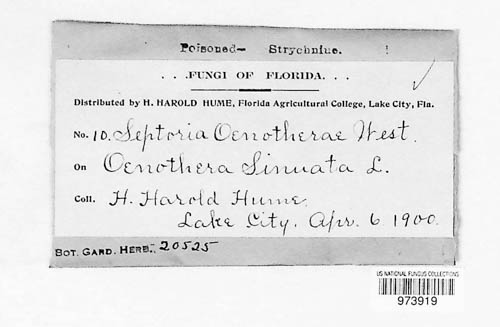 Poisoned— Strychnine. !
. . .FUNGI OF FLORIDA. . .
Distributed by H. HAROLD HUME, Florida Agricultural College, Lake City, Fla.
No. 10. Septoria Oenotherae West.
On Oenothera Sinuata L.
Coll. H. Harold Hume,
Lake City. Apr. 6 1900.
BOT. GARD. HERB., 20525
US NATIONAL FUNGUS COLLECTIONS
973919